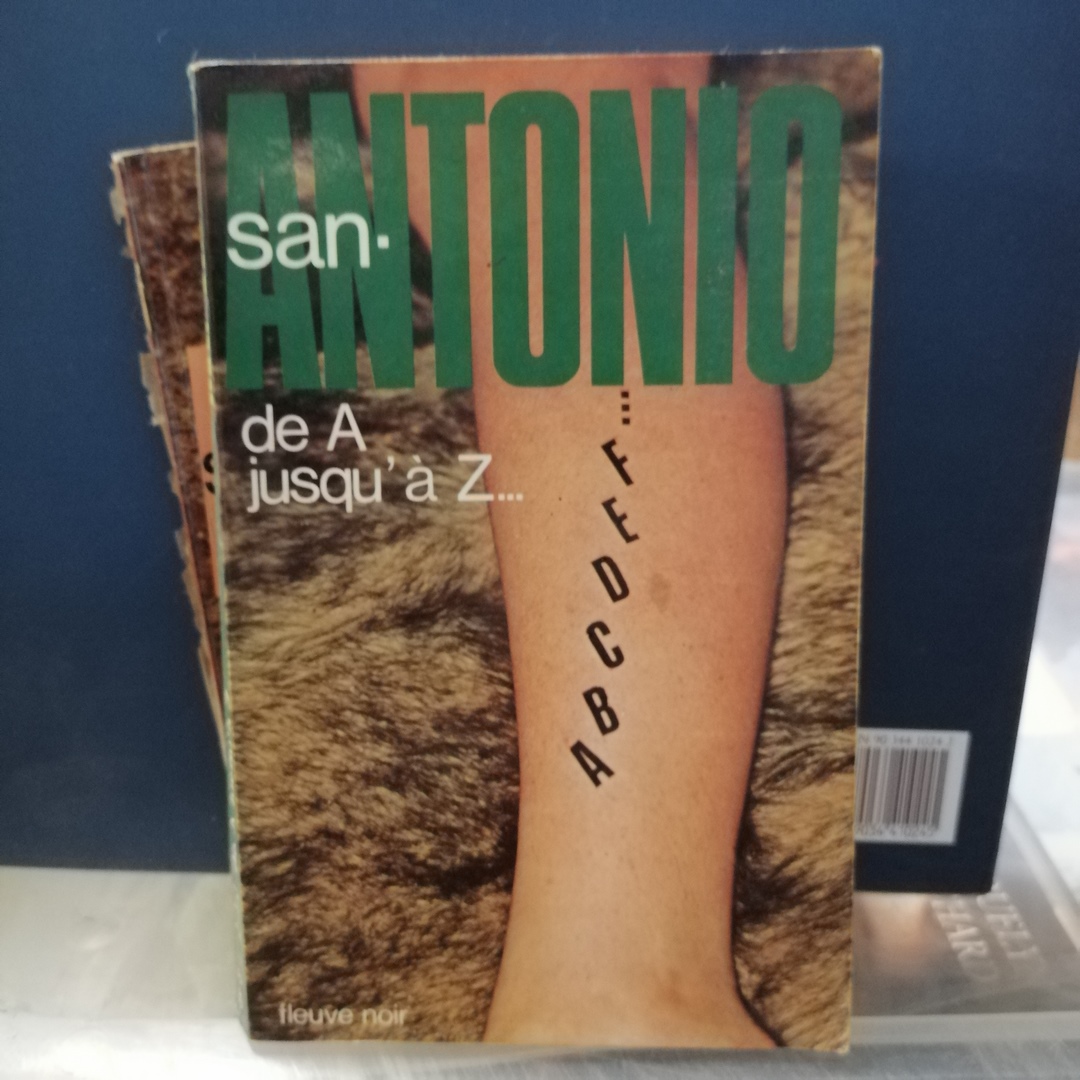 san-
ANTONIO
de A
jusqu'à Z...
...
F
E
D
C
B
A
fleuve noir